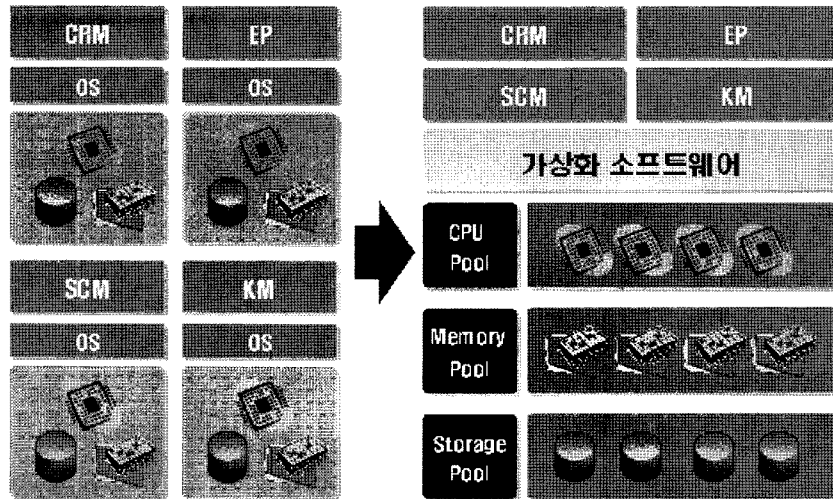 CRM EP
OS OS
SCM KM
OS OS
CRM EP
SCM KM
가상화 소프트웨어
CPU
Pool
Memory
Pool
Storage
Pool